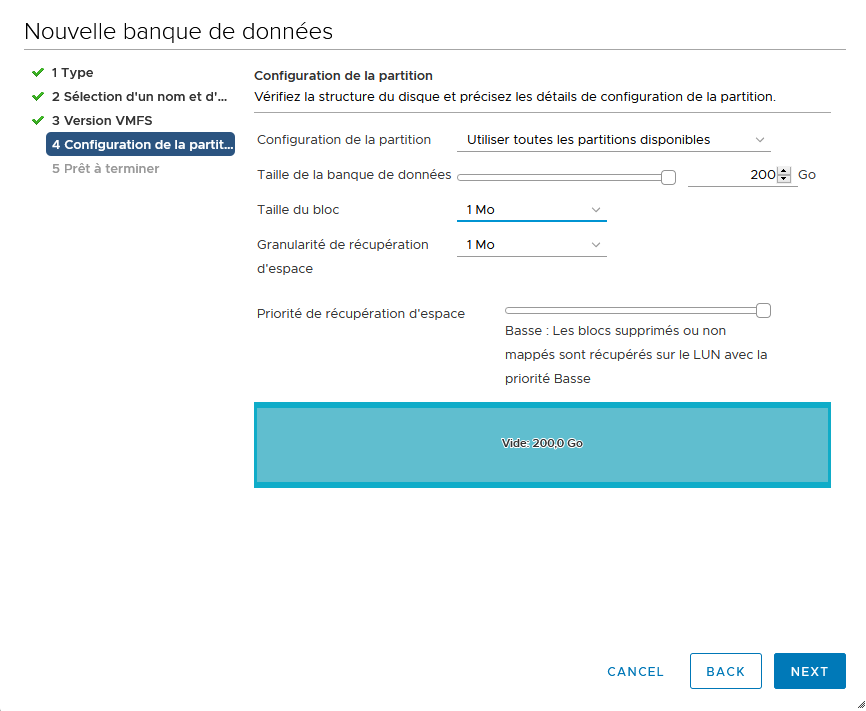 Nouvelle banque de données
1 Type
2 Sélection d'un nom et d'...
3 Version VMFS
4 Configuration de la partit...
5 Prêt à terminer
Configuration de la partition
Vérifiez la structure du disque et précisez les détails de configuration de la partition.
Configuration de la partition Utiliser toutes les partitions disponibles
Taille de la banque de données 200 Go
Taille du bloc 1 Mo
Granularité de récupération 1 Mo
d'espace
Priorité de récupération d'espace
Basse : Les blocs supprimés ou non
mappés sont récupérés sur le LUN avec la
priorité Basse
Vide: 200,0 Go
CANCEL BACK NEXT